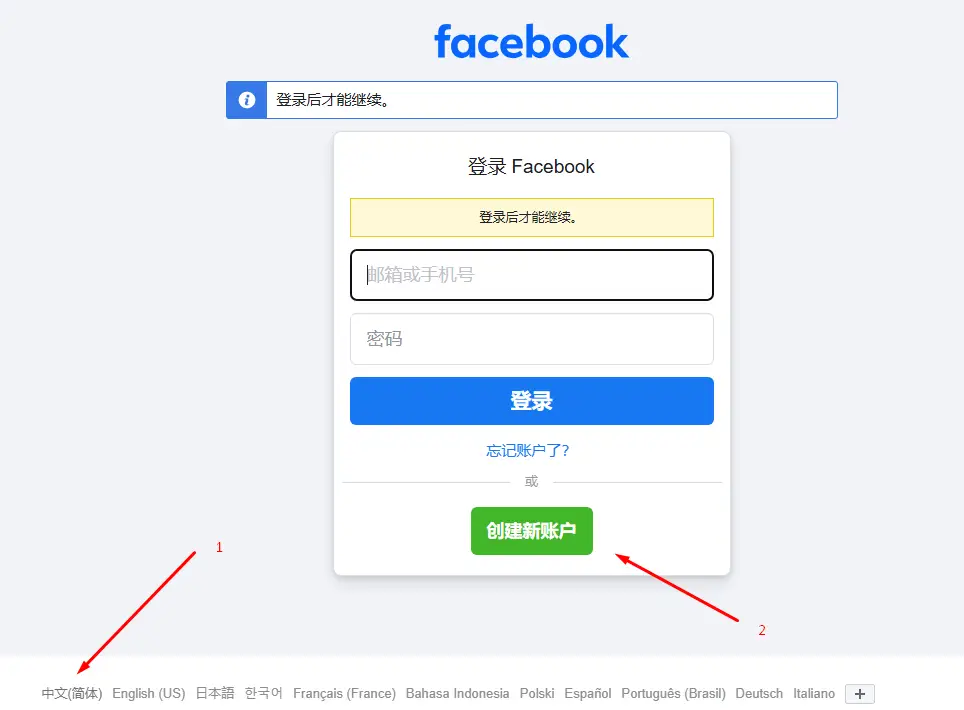 facebook
登录后才能继续。
登录 Facebook
登录后才能继续。
邮箱或手机号
密码
登录
忘记账户了?
或
创建新账户
1
2
中文(简体) English (US) 日本語 한국어 Français (France) Bahasa Indonesia Polski Español Português (Brasil) Deutsch Italiano +